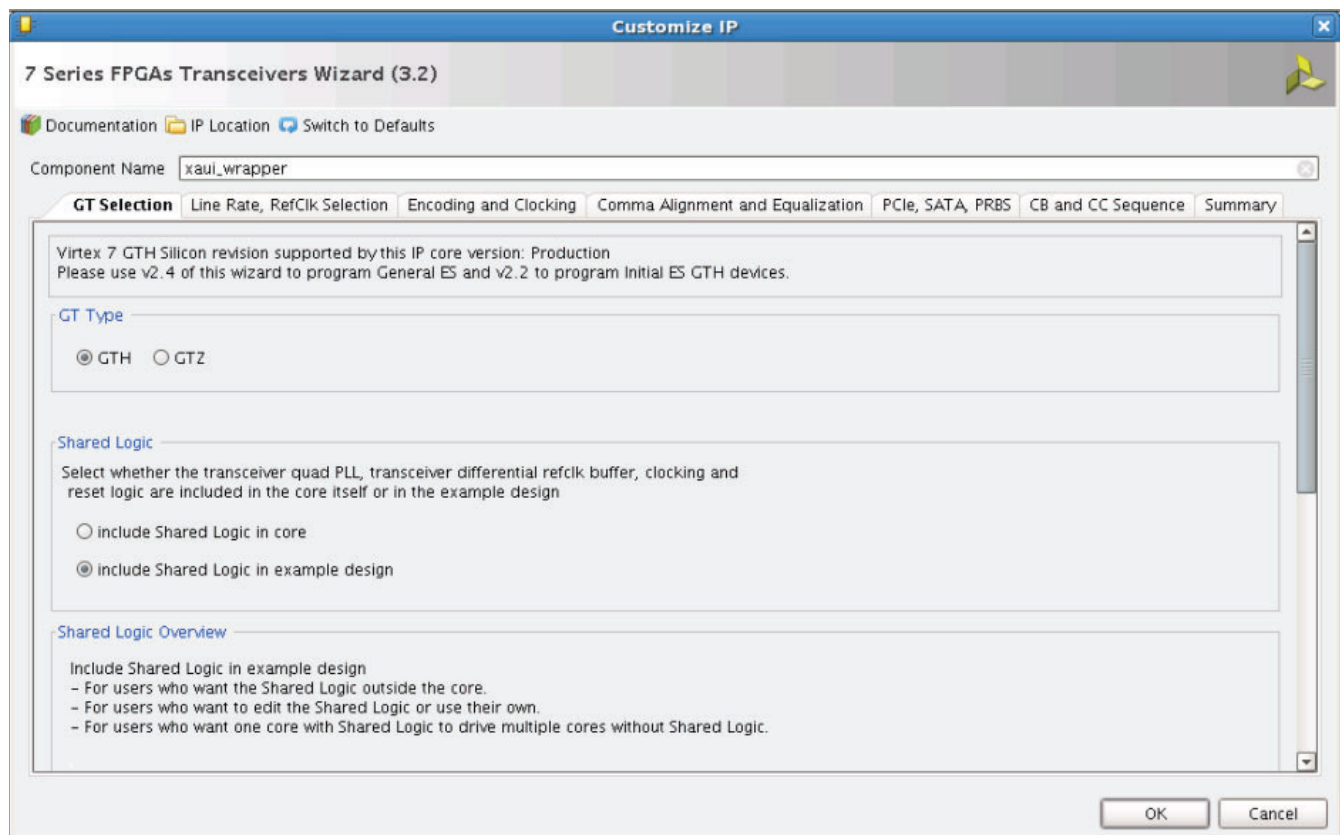 Customize IP
7 Series FPGAs Transceivers Wizard (3.2)
Documentation IP Location Switch to Defaults
Component Name xaui_wrapper
GT Selection Line Rate, RefClk Selection Encoding and Clocking Comma Alignment and Equalization PCIe, SATA, PRBS CB and CC Sequence Summary
Virtex 7 GTH Silicon revision supported by this IP core version: Production
Please use v2.4 of this wizard to program General ES and v2.2 to program Initial ES GTH devices.
GT Type
GTH GTZ
Shared Logic
Select whether the transceiver quad PLL, transceiver differential refclk buffer, clocking and
reset logic are included in the core itself or in the example design
include Shared Logic in core
include Shared Logic in example design
Shared Logic Overview
Include Shared Logic in example design
– For users who want the Shared Logic outside the core.
– For users who want to edit the Shared Logic or use their own.
– For users who want one core with Shared Logic to drive multiple cores without Shared Logic.
OK Cancel